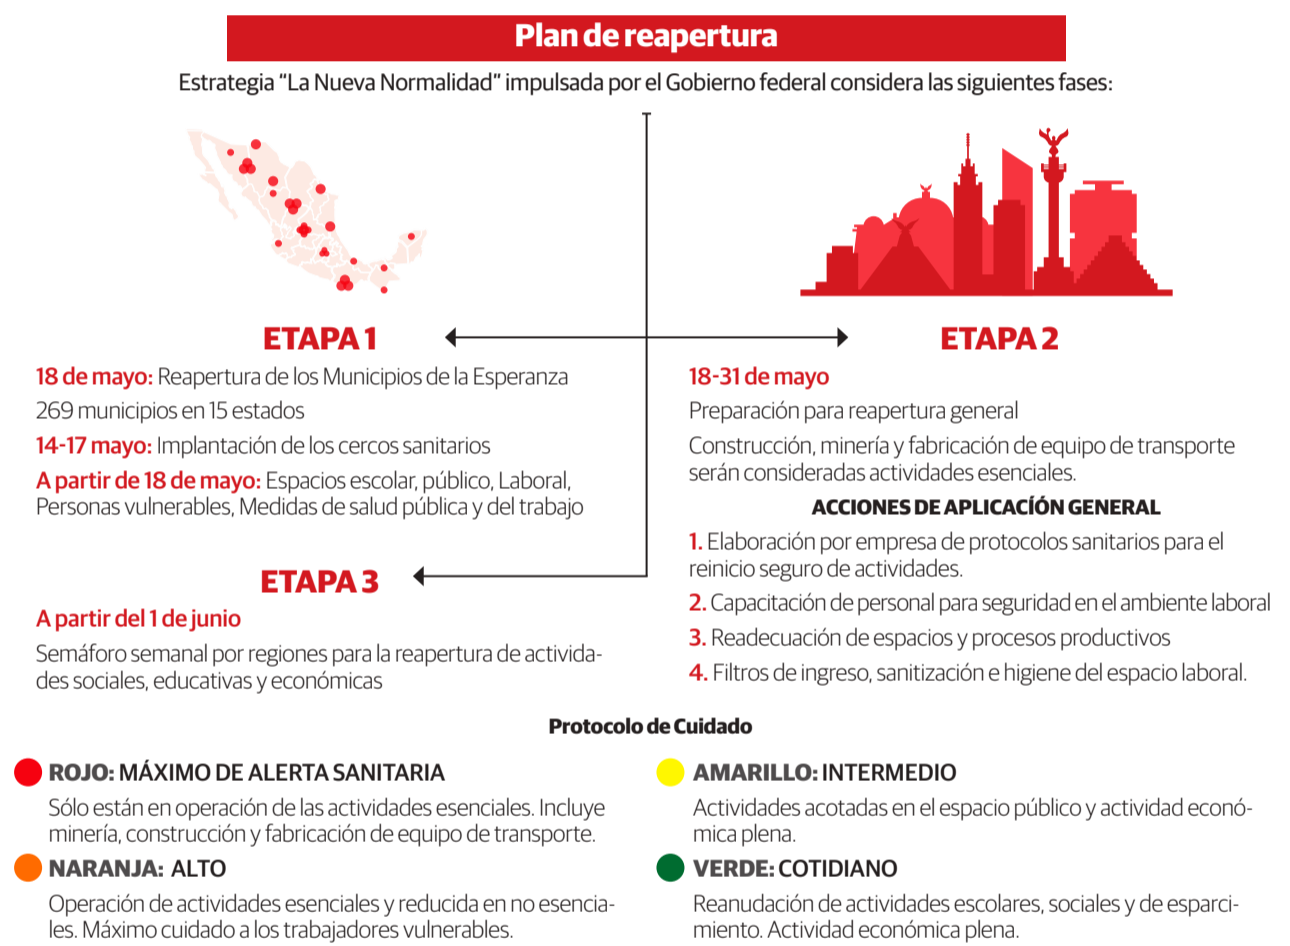 Plan de reapertura
Estrategia “La Nueva Normalidad” impulsada por el Gobierno federal considera las siguientes fases:
ETAPA 1
18 de mayo: Reapertura de los Municipios de la Esperanza
269 municipios en 15 estados
14-17 mayo: Implantación de los cercos sanitarios
A partir de 18 de mayo: Espacios escolar, público, Laboral,
Personas vulnerables, Medidas de salud pública y del trabajo
ETAPA 2
18-31 de mayo
Preparación para reapertura general
Construcción, minería y fabricación de equipo de transporte
serán consideradas actividades esenciales.
ACCIONES DE APLICACÍÓN GENERAL
1. Elaboración por empresa de protocolos sanitarios para el
reinicio seguro de actividades.
2. Capacitación de personal para seguridad en el ambiente laboral
3. Readecuación de espacios y procesos productivos
4. Filtros de ingreso, sanitización e higiene del espacio laboral.
ETAPA 3
A partir del 1 de junio
Semáforo semanal por regiones para la reapertura de activida-
des sociales, educativas y económicas
Protocolo de Cuidado
ROJO: MÁXIMO DE ALERTA SANITARIA
Sólo están en operación de las actividades esenciales. Incluye
minería, construcción y fabricación de equipo de transporte.
NARANJA: ALTO
Operación de actividades esenciales y reducida en no esencia-
les. Máximo cuidado a los trabajadores vulnerables.
AMARILLO: INTERMEDIO
Actividades acotadas en el espacio público y actividad econó-
mica plena.
VERDE: COTIDIANO
Reanudación de actividades escolares, sociales y de esparci-
miento. Actividad económica plena.